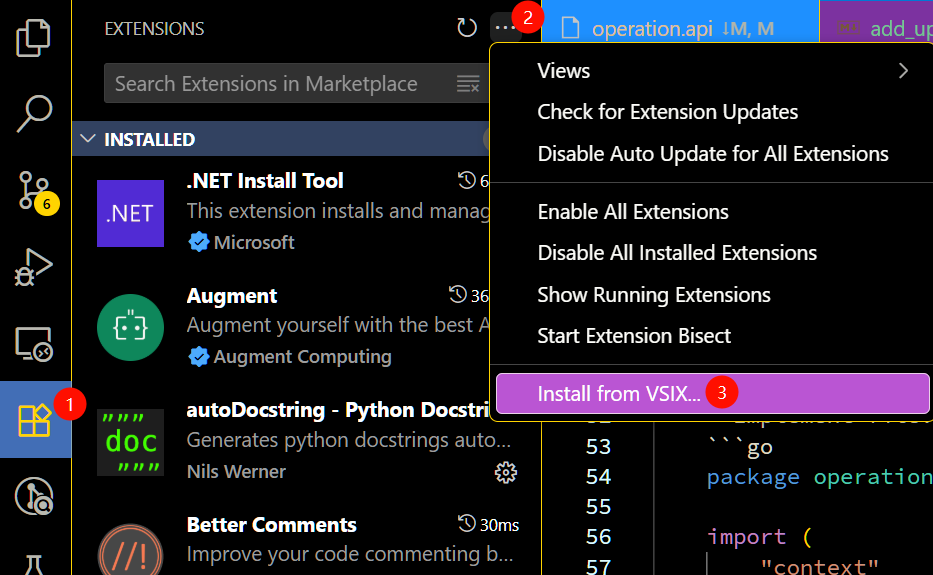 EXTENSIONS
2
operation.api ↓M, M
add_up
Search Extensions in Marketplace
INSTALLED
.NET
.NET Install Tool
6
This extension installs and manag
Microsoft
6
Augment
36
Augment yourself with the best A
Augment Computing
1
"""
doc
"""
autoDocstring - Python Docstri
Generates python docstrings auto...
Nils Werner
//!
Better Comments
30ms
Improve your code commenting b...
Views
Check for Extension Updates
Disable Auto Update for All Extensions
Enable All Extensions
Disable All Installed Extensions
Show Running Extensions
Start Extension Bisect
Install from VSIX...
3
53 ```go
54 package operation
55
56 import (
57 "context"